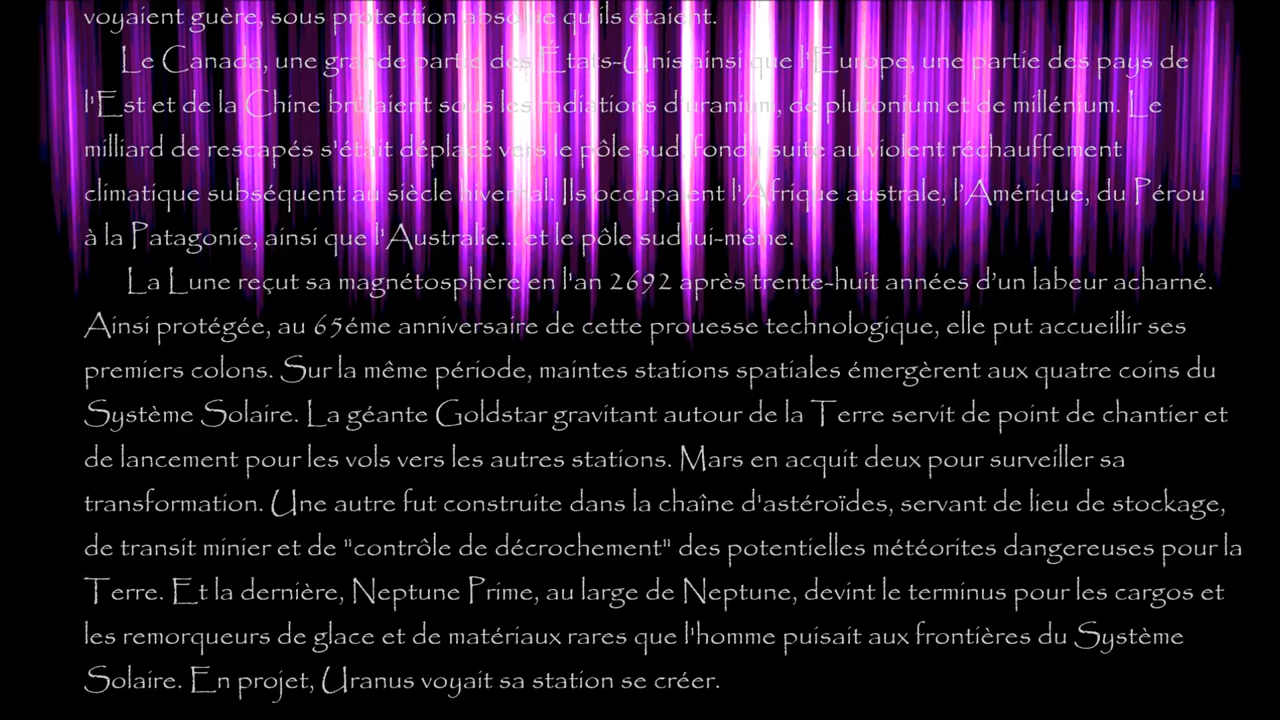 voyaient guère, sous protection absolue qu'ils étaient.
Le Canada, une grande partie des États-Unis ainsi que l'Europe, une partie des pays de
l'Est et de la Chine brûlaient sous les radiations d'uranium, de plutonium et de millénium. Le
milliard de rescapés s'était déplacé vers le pôle sud, fondu suite au violent réchauffement
climatique subséquent au siècle hivernal. Ils occupaient l'Afrique australe, l'Amérique, du Pérou
à la Patagonie, ainsi que l'Australie... et le pôle sud lui-même.
La Lune reçut sa magnétosphère en l'an 2692 après trente-huit années d'un labeur acharné.
Ainsi protégée, au 65éme anniversaire de cette prouesse technologique, elle put accueillir ses
premiers colons. Sur la même période, maintes stations spatiales émergèrent aux quatre coins du
Système Solaire. La géante Goldstar gravitant autour de la Terre servit de point de chantier et
de lancement pour les vols vers les autres stations. Mars en acquit deux pour surveiller sa
transformation. Une autre fut construite dans la chaîne d'astéroïdes, servant de lieu de stockage,
de transit minier et de "contrôle de décrochement" des potentielles météorites dangereuses pour la
Terre. Et la dernière, Neptune Prime, au large de Neptune, devint le terminus pour les cargos et
les remorqueurs de glace et de matériaux rares que l'homme puisait aux frontières du Système
Solaire. En projet, Uranus voyait sa station se créer.